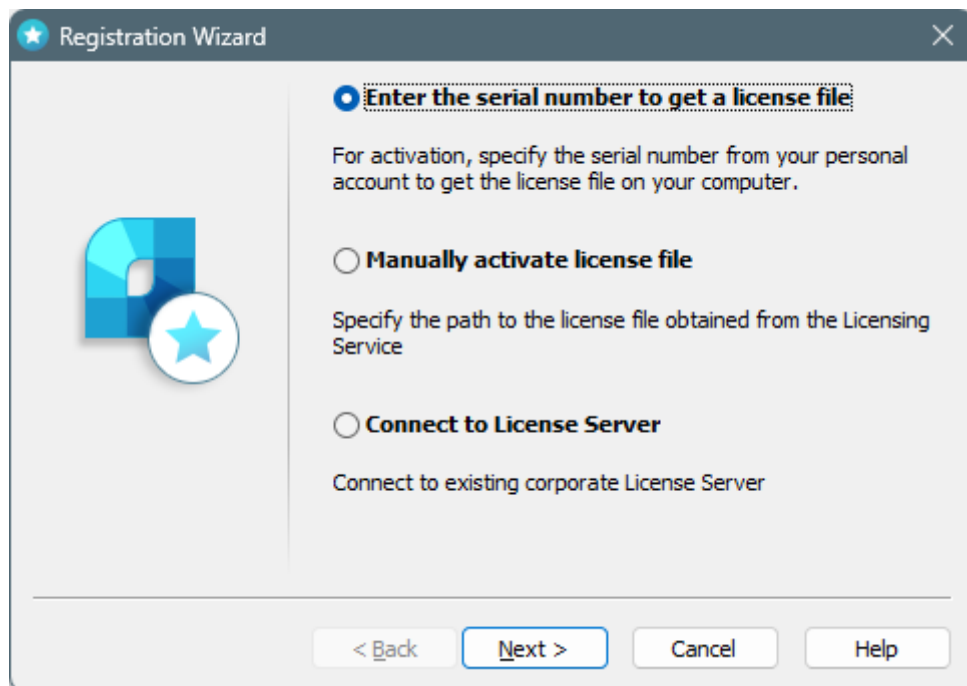 Registration Wizard
Enter the serial number to get a license file
For activation, specify the serial number from your personal
account to get the license file on your computer.
Manually activate license file
Specify the path to the license file obtained from the Licensing
Service
Connect to License Server
Connect to existing corporate License Server
< Back
Next >
Cancel
Help